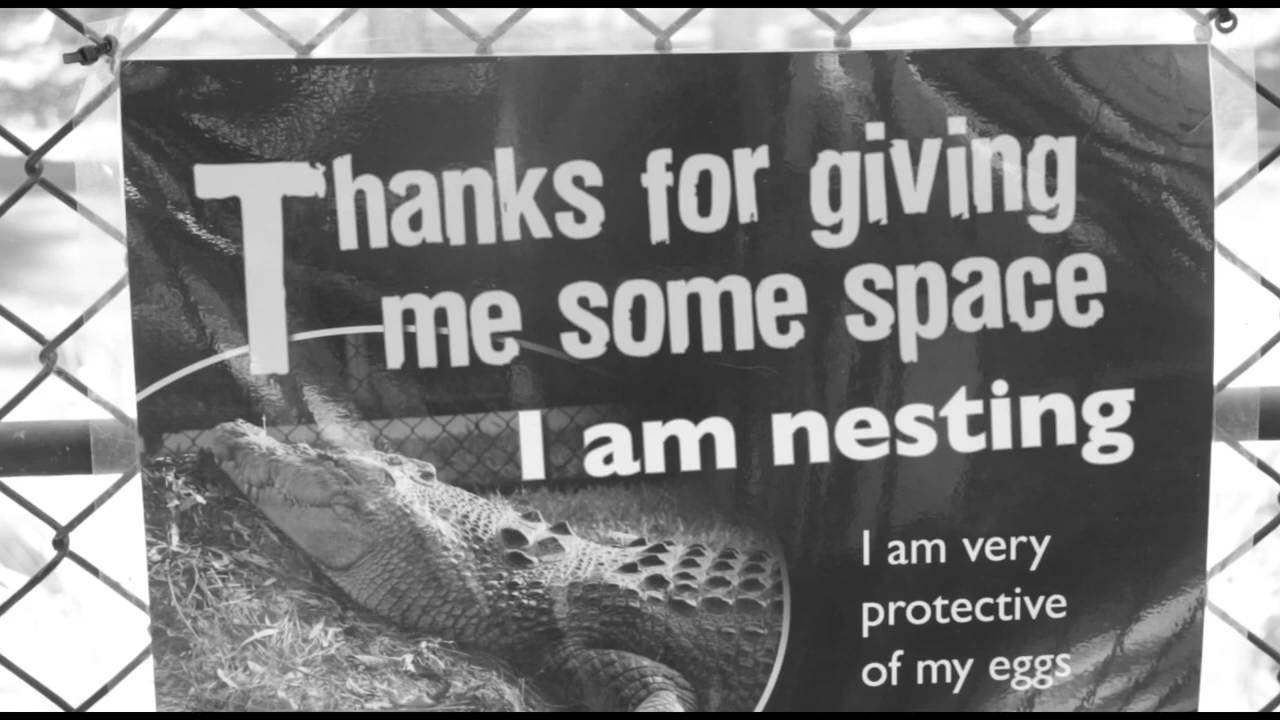 Thanks for giving
me some space
I am nesting
I am very
protective
of my eggs